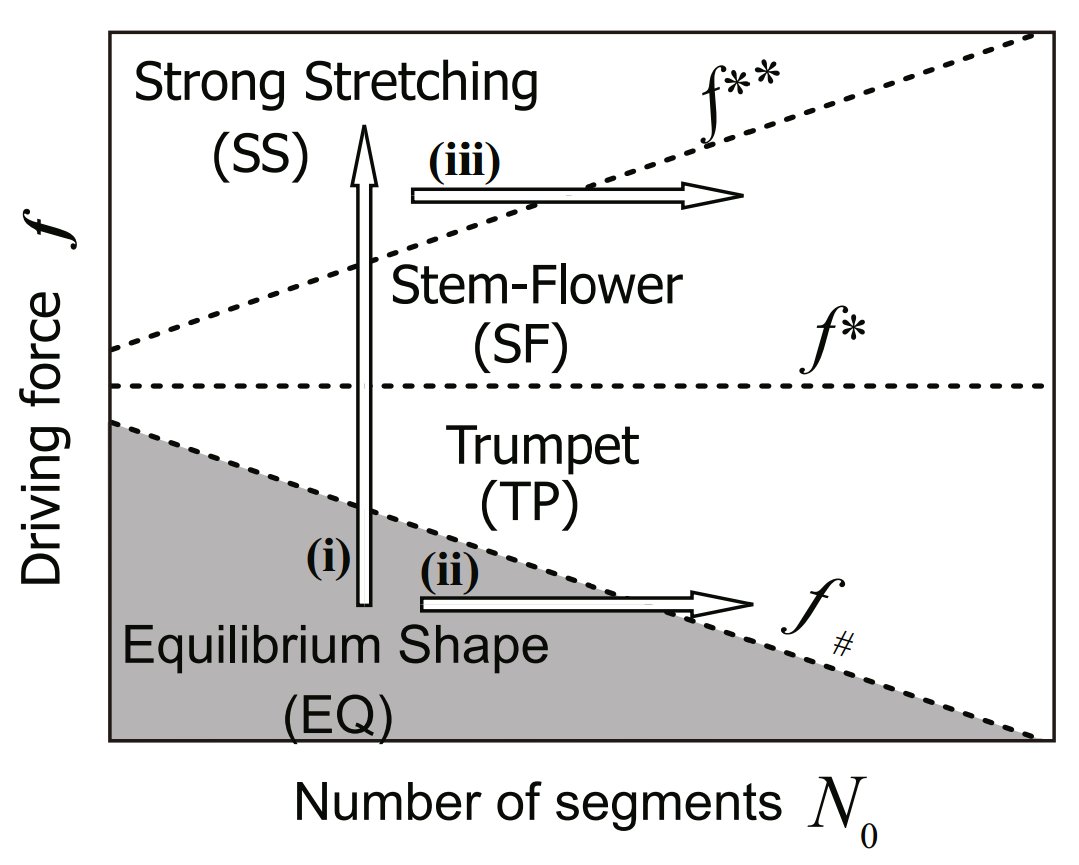 Strong Stretching
(SS)
f**
(iii)
Stem-Flower
(SF)
f*
Trumpet
(TP)
(i)
(ii)
f#
Equilibrium Shape
(EQ)
Driving force f
Number of segments N0